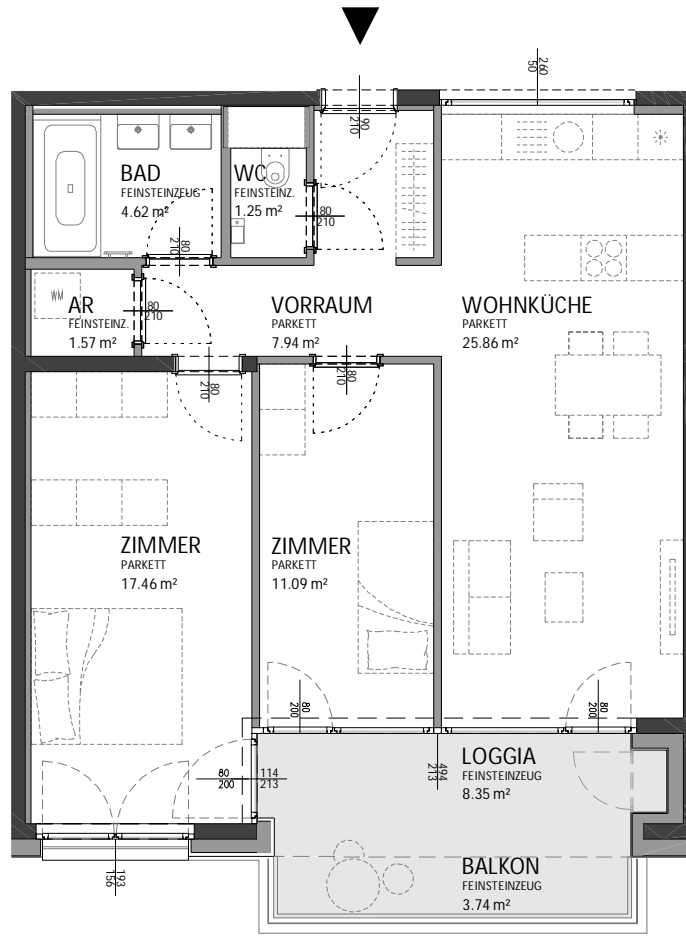 260
50
90
210
BAD
FEINSTEINZEUG
4.62 m²
WC
FEINSTEINZ.
1.25 m²
80
210
80
210
AR
FEINSTEINZ.
1.57 m²
80
210
VORRAUM
PARKETT
7.94 m²
WOHNKÜCHE
PARKETT
25.86 m²
80
210
80
210
ZIMMER
PARKETT
17.46 m²
ZIMMER
PARKETT
11.09 m²
80
200
80
200
80
200
114
213
494
213
LOGGIA
FEINSTEINZEUG
8.35 m²
BALKON
FEINSTEINZEUG
3.74 m²
193
156